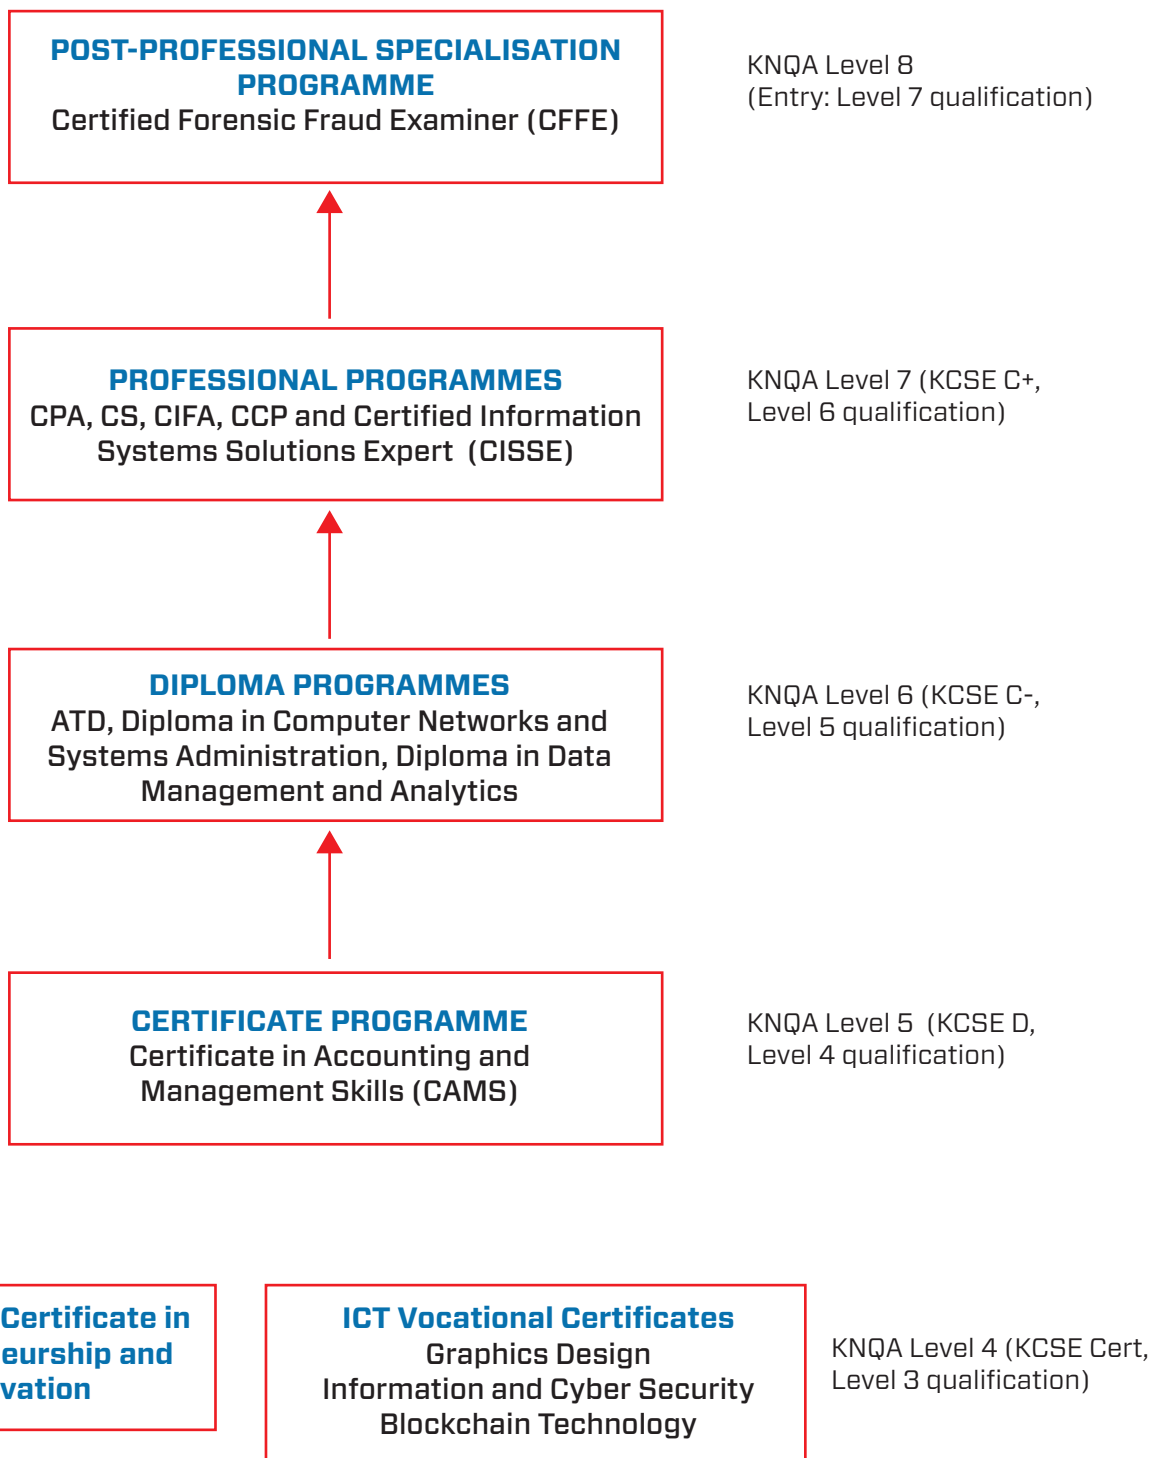 POST-PROFESSIONAL SPECIALISATION
PROGRAMME
Certified Forensic Fraud Examiner (CFFE)
KNQA Level 8
(Entry: Level 7 qualification)
PROFESSIONAL PROGRAMMES
CPA, CS, CIFA, CCP and Certified Information
Systems Solutions Expert (CISSE)
KNQA Level 7 (KCSE C+,
Level 6 qualification)
DIPLOMA PROGRAMMES
ATD, Diploma in Computer Networks and
Systems Administration, Diploma in Data
Management and Analytics
KNQA Level 6 (KCSE C-,
Level 5 qualification)
CERTIFICATE PROGRAMME
Certificate in Accounting and
Management Skills (CAMS)
KNQA Level 5 (KCSE D,
Level 4 qualification)
Certificate in
eurship and
vation
ICT Vocational Certificates
Graphics Design
Information and Cyber Security
Blockchain Technology
KNQA Level 4 (KCSE Cert,
Level 3 qualification)